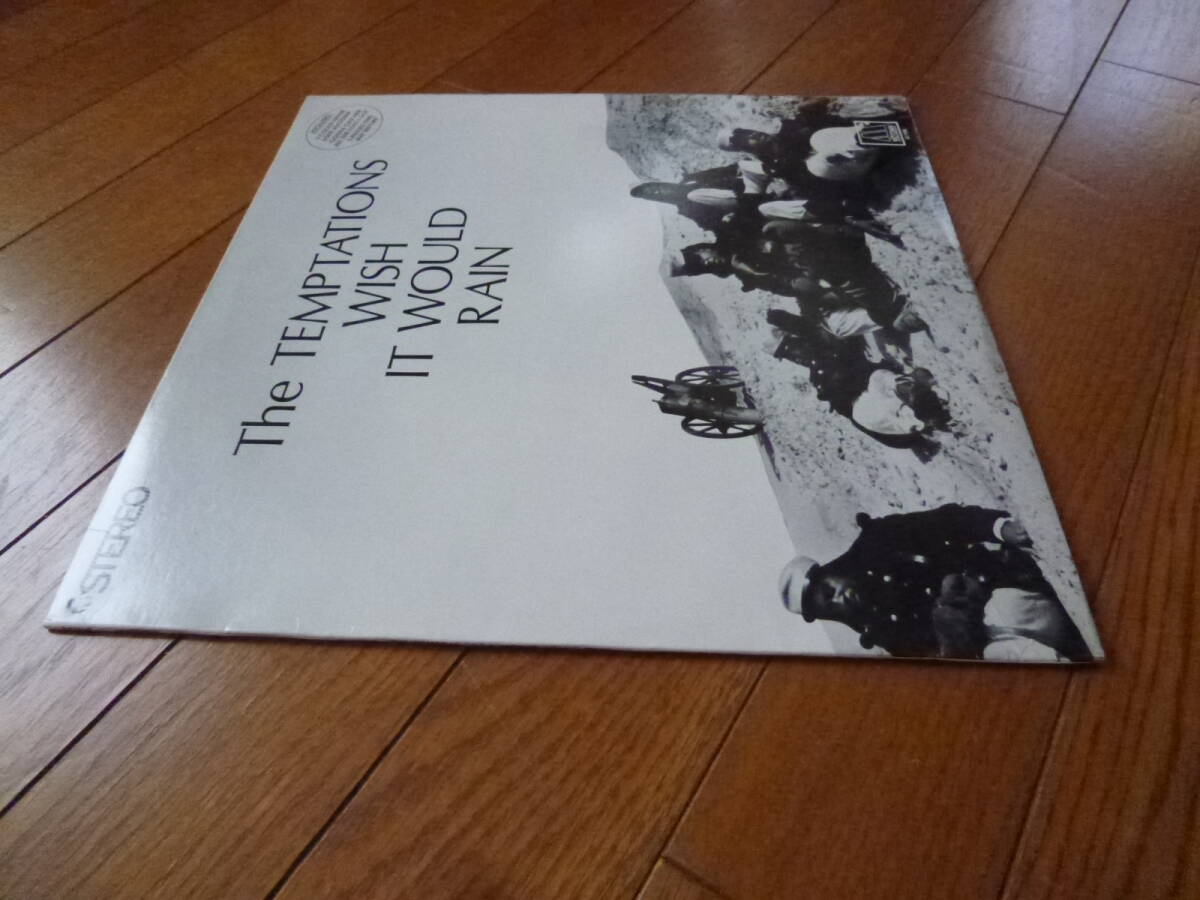 STEREO
The TEMPTATIONS
WISH
IT WOULD
RAIN